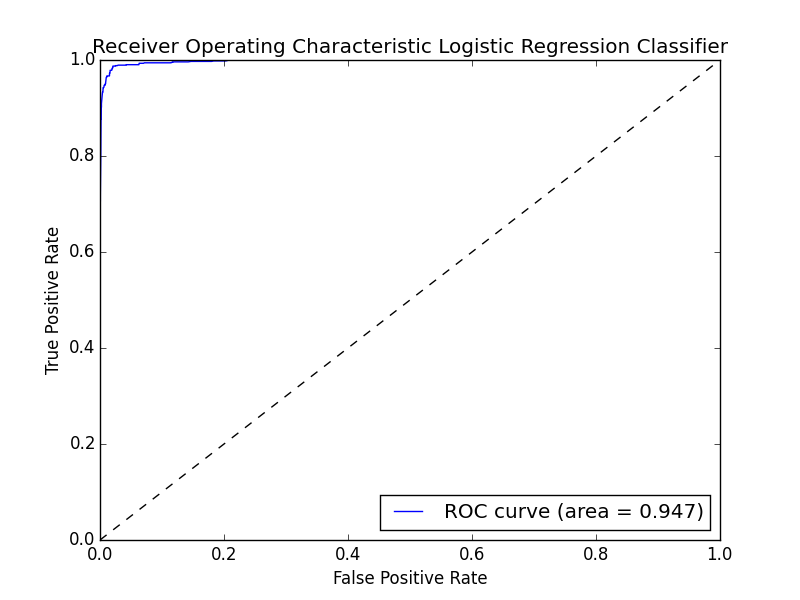 Receiver Operating Characteristic Logistic Regression Classifier
1.0
0.8
0.6
0.4
0.2
0.0
True Positive Rate
ROC curve (area = 0.947)
0.0 0.2 0.4 0.6 0.8 1.0
False Positive Rate